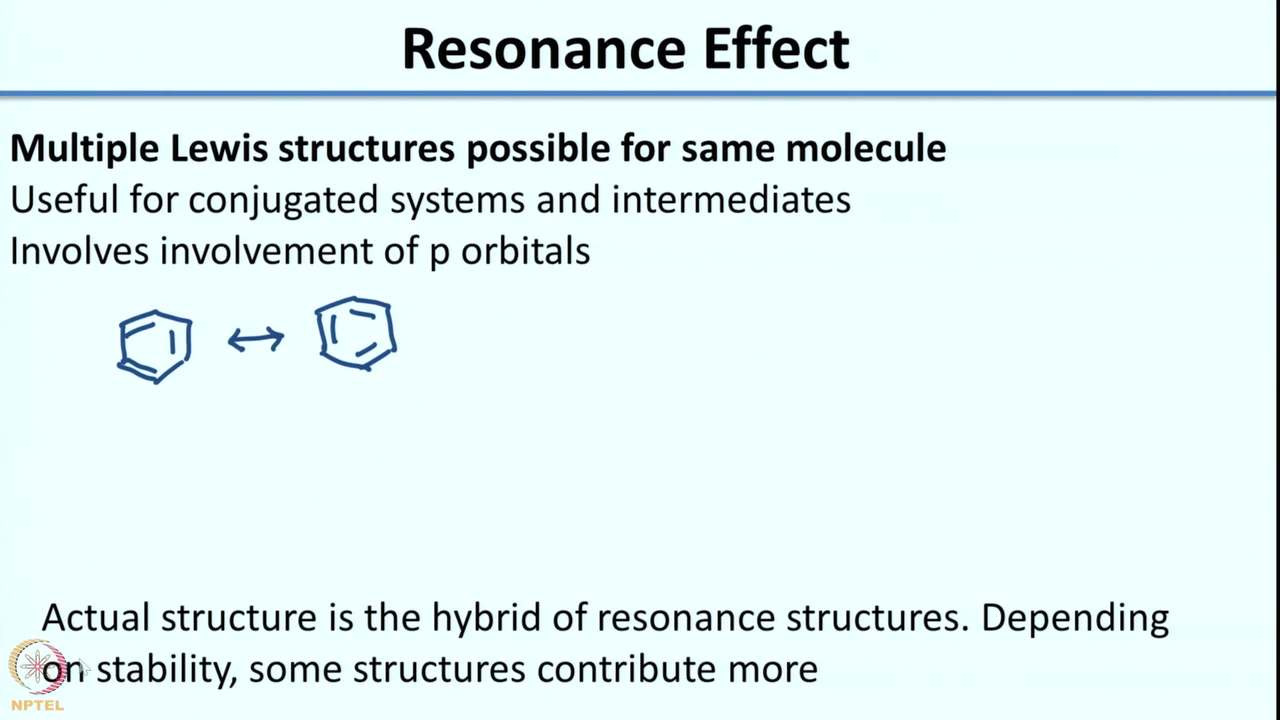 Resonance Effect
Multiple Lewis structures possible for same molecule
Useful for conjugated systems and intermediates
Involves involvement of p orbitals
Actual structure is the hybrid of resonance structures. Depending
on stability, some structures contribute more
NPTEL